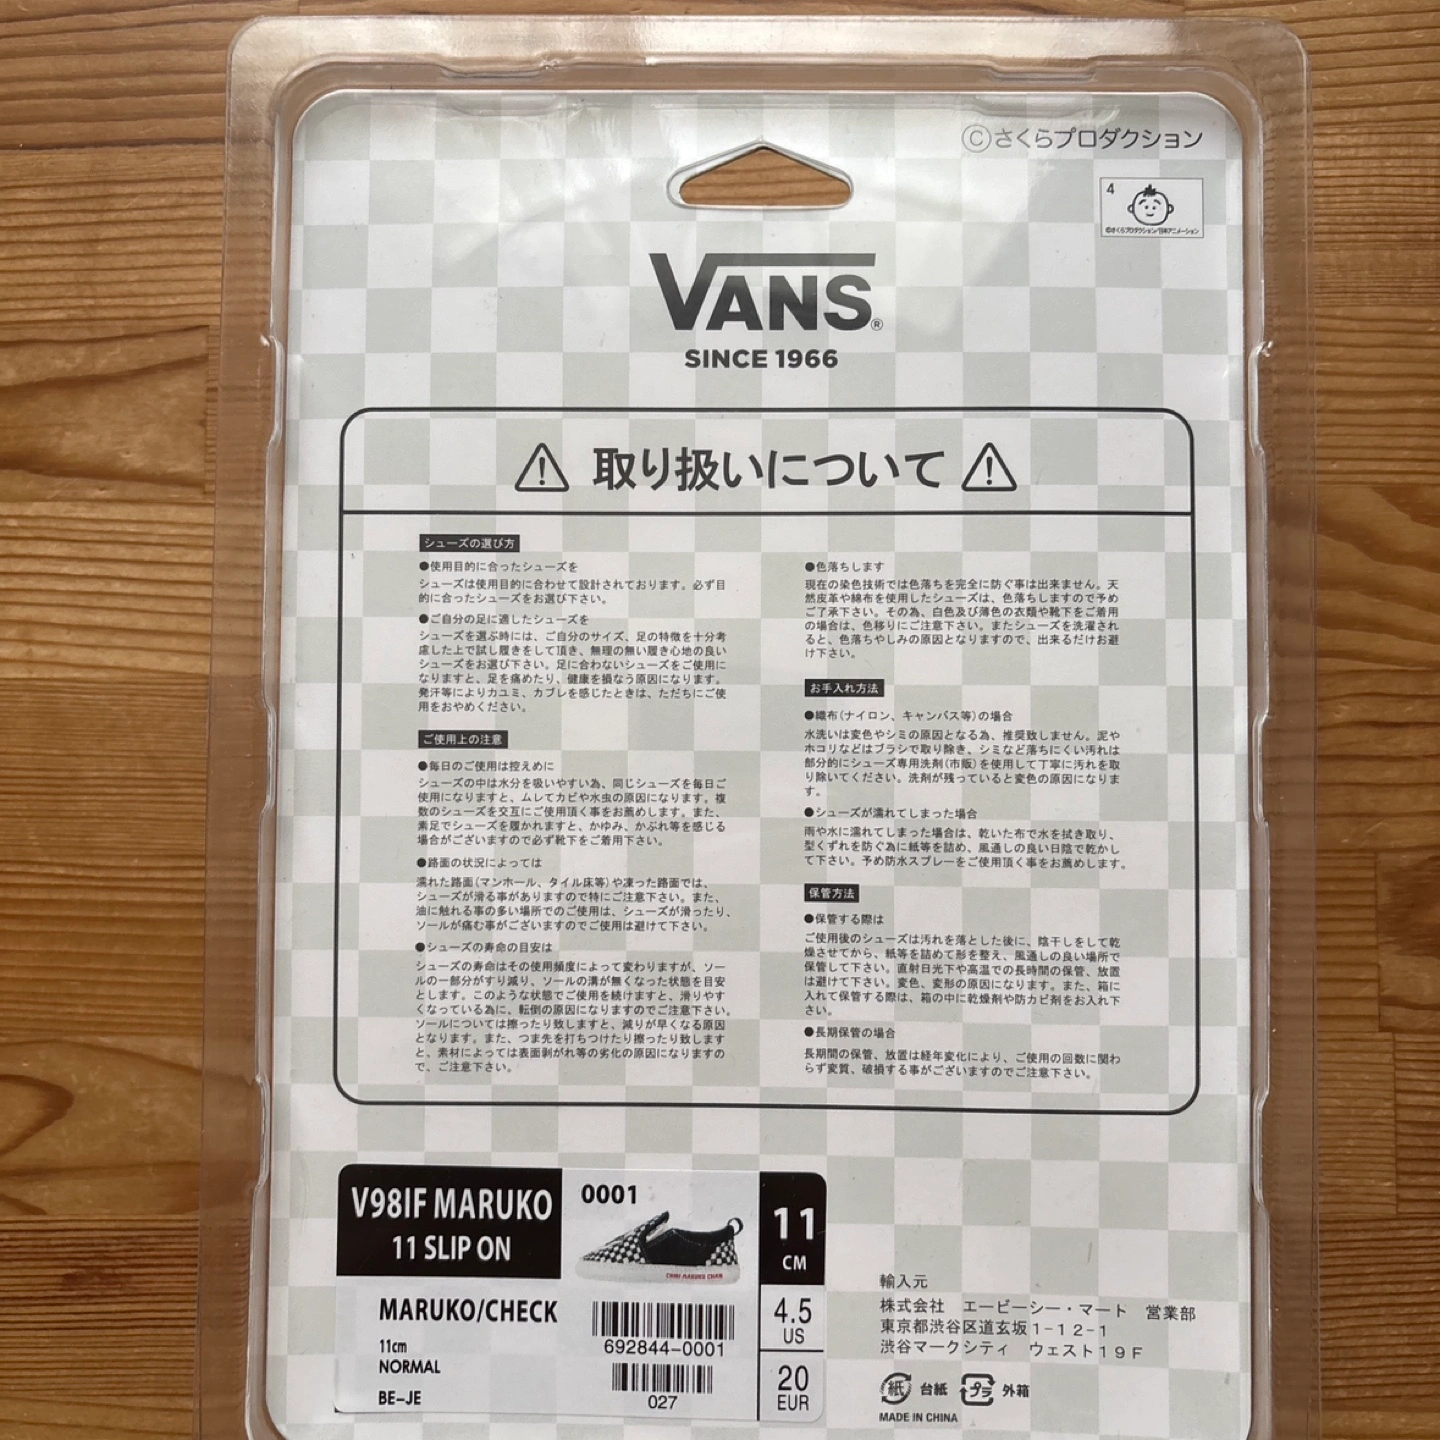 ©さくらプロダクション
4
©さくらプロダクション/日本アニメーション
VANS®
SINCE 1966
取り扱いについて
シューズの選び方
●使用目的に合ったシューズを
シューズは使用目的に合わせて設計されております。必ず目
的に合ったシューズをお選び下さい。
●ご自分の足に適したシューズを
シューズを選ぶ時には、ご自分のサイズ、足の特徴を十分考
慮した上で試し履きをして頂き、無理の無い履き心地の良い
シューズをお選び下さい。足に合わないシューズをご使用に
なりますと、足を痛めたり、健康を損なう原因になります。
発汗等によりカユミ、カブレを感じたときは、ただちにご使
用をおやめください。
ご使用上の注意
●毎日のご使用は控えめに
シューズの中は水分を吸いやすい為、同じシューズを毎日ご
使用になりますと、ムレてカビや水虫の原因になります。複
数のシューズを交互にご使用頂く事をお薦めします。また、
素足でシューズを履かれますと、かゆみ、かぶれ等を感じる
場合がございますので必ず靴下をご着用下さい。
●路面の状況によっては
濡れた路面(マンホール、タイル床等)や凍った路面では、
シューズが滑る事がありますので特にご注意下さい。また、
油に触れる事の多い場所でのご使用は、シューズが滑ったり、
ソールが痛む事がございますのでご使用は避けて下さい。
●シューズの寿命の目安は
シューズの寿命はその使用頻度によって変わりますが、ソー
ルの一部分がすり減り、ソールの溝が無くなった状態を目安
とします。このような状態でご使用を続けますと、滑りやす
くなっている為に、転倒の原因になりますのでご注意下さい。
ソールについては擦ったり致しますと、減りが早くなる原因
となります。また、つま先を打ちつけたり擦ったり致します
と、素材によっては表面剥がれ等の劣化の原因になりますの
で、ご注意下さい。
●色落ちします
現在の染色技術では色落ちを完全に防ぐ事は出来ません。天
然皮革や綿布を使用したシューズは、色落ちしますので予め
ご了承下さい。その為、白色及び薄色の衣類や靴下をご着用
の場合は、色移りにご注意下さい。またシューズを洗濯され
ると、色落ちやしみの原因となりますので、出来るだけお避
け下さい。
お手入れ方法
●織布(ナイロン、キャンバス等)の場合
水洗いは変色やシミの原因となる為、推奨致しません。泥や
ホコリなどはブラシで取り除き、シミなど落ちにくい汚れは
部分的にシューズ専用洗剤(市販)を使用して丁寧に汚れを取
り除いてください。洗剤が残っていると変色の原因になりま
す。
●シューズが濡れてしまった場合
雨や水に濡れてしまった場合は、乾いた布で水を拭き取り、
型くずれを防ぐ為に紙等を詰め、風通しの良い日陰で乾かし
て下さい。予め防水スプレーをご使用頂く事をお薦めします。
保管方法
●保管する際は
ご使用後のシューズは汚れを落とした後に、陰干しをして乾
燥させてから、紙等を詰めて形を整え、風通しの良い場所で
保管して下さい。直射日光下や高温での長時間の保管、放置
は避けて下さい。変色、変形の原因になります。また、箱に
入れて保管する際は、箱の中に乾燥剤や防カビ剤をお入れ下
さい。
●長期保管の場合
長期間の保管、放置は経年変化により、ご使用の回数に関わ
らず変質、破損する事がございますのでご注意下さい。
V98IF MARUKO
11 SLIP ON
0001
CHIBI MARUKO CHAN
11
CM
MARUKO/CHECK
11cm
NORMAL
BE-JE
692844-0001
027
4.5
US
20
EUR
輸入元
株式会社 エービーシー・マート 営業部
東京都渋谷区道玄坂1-12-1
渋谷マークシティ ウェスト19F
紙 台紙 プラ 外箱
MADE IN CHINA